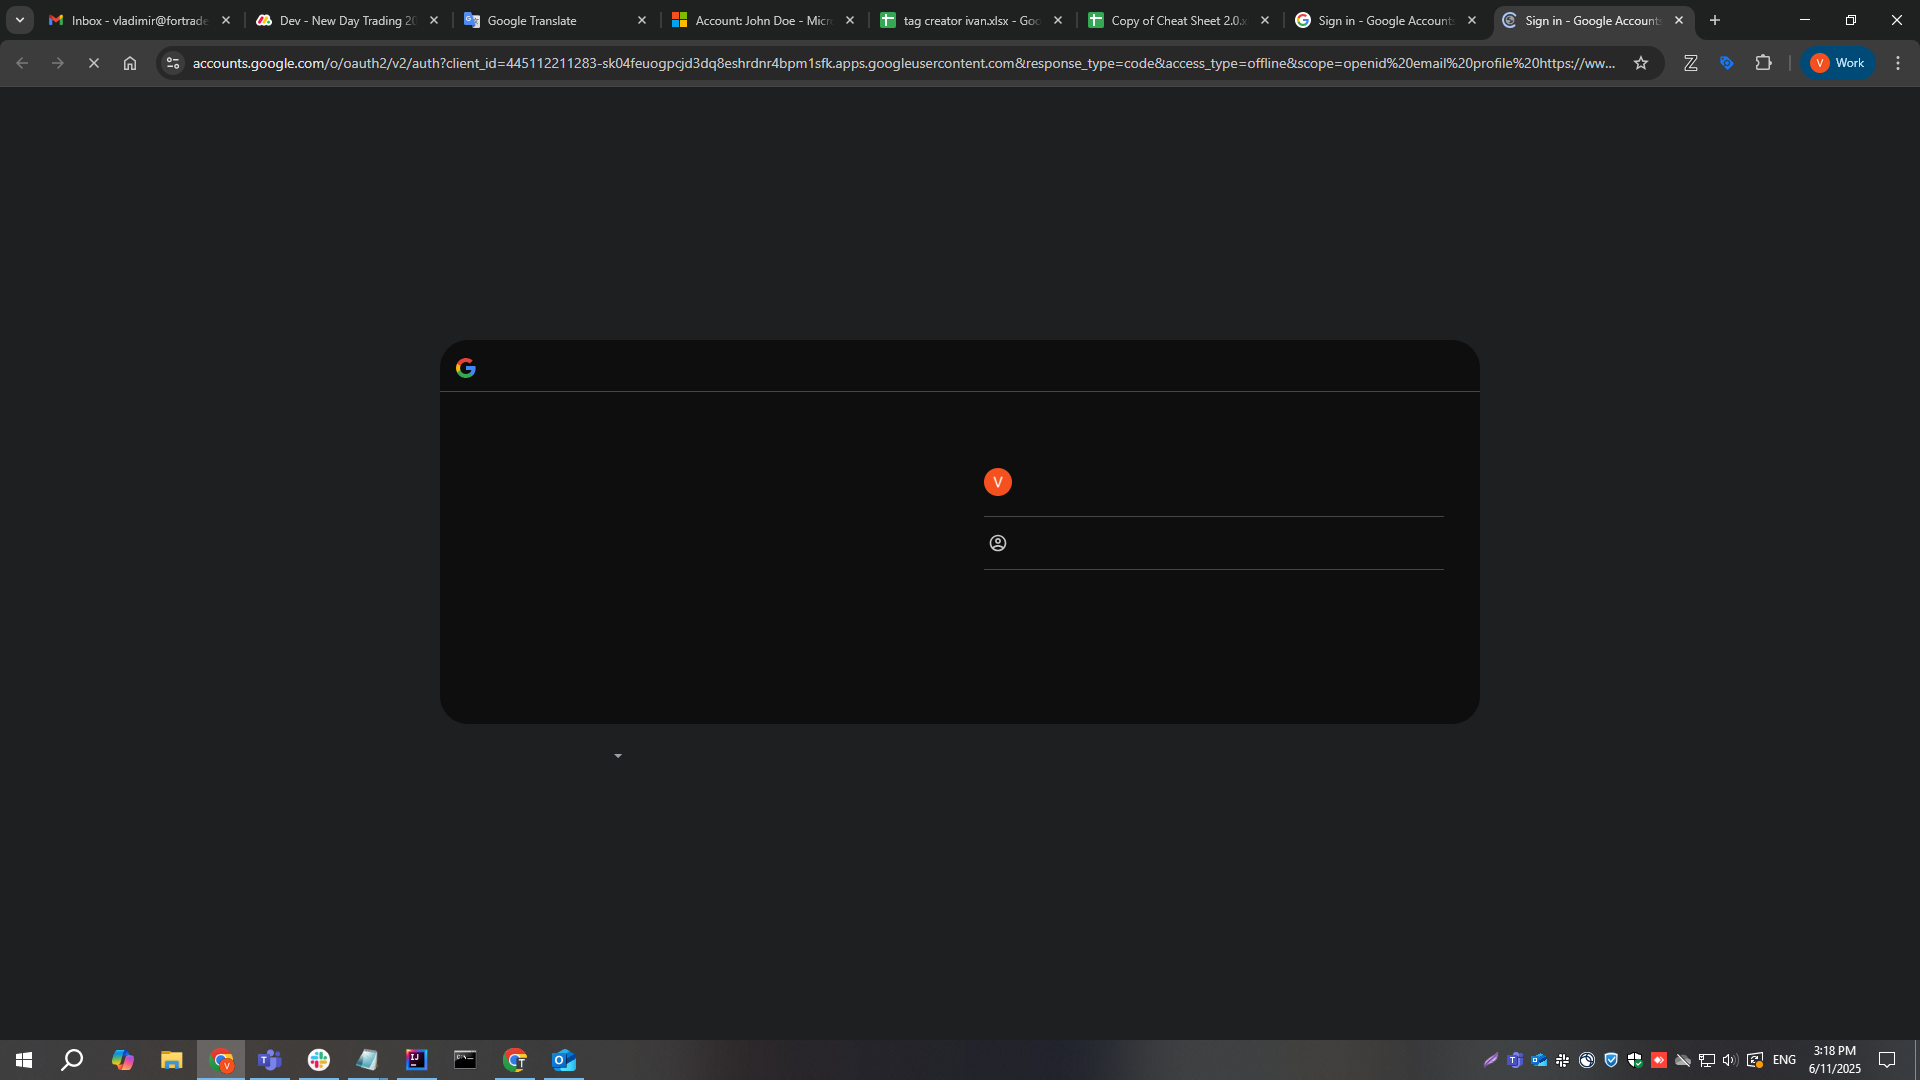 Inbox - vladimir@fortrade
Dev - New Day Trading 20
Google Translate
Account: John Doe - Micr
tag creator ivan.xlsx - Goo
Copy of Cheat Sheet 2.0.x
Sign in - Google Accounts
Sign in - Google Accounts
accounts.google.com/o/oauth2/v2/auth?client_id=445112211283-sk04feuogpcjd3dq8eshrdnr4bpm1sfk.apps.googleusercontent.com&response_type=code&access_type=offline&scope=openid%20email%20profile%20https://ww...
V Work
V
ENG
3:18 PM
6/11/2025